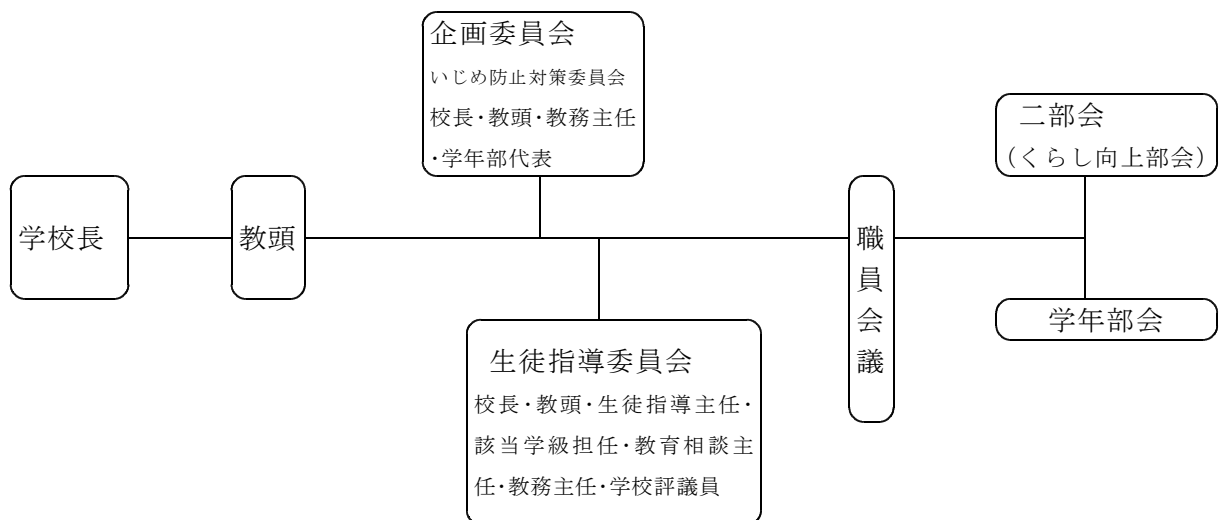 企画委員会
いじめ防止対策委員会
校長・教頭・教務主任
・学年部代表
二部会
（くらし向上部会）
学校長
教頭
職員会議
学年部会
生徒指導委員会
校長・教頭・生徒指導主任・
該当学級担任・教育相談主
任・教務主任・学校評議員